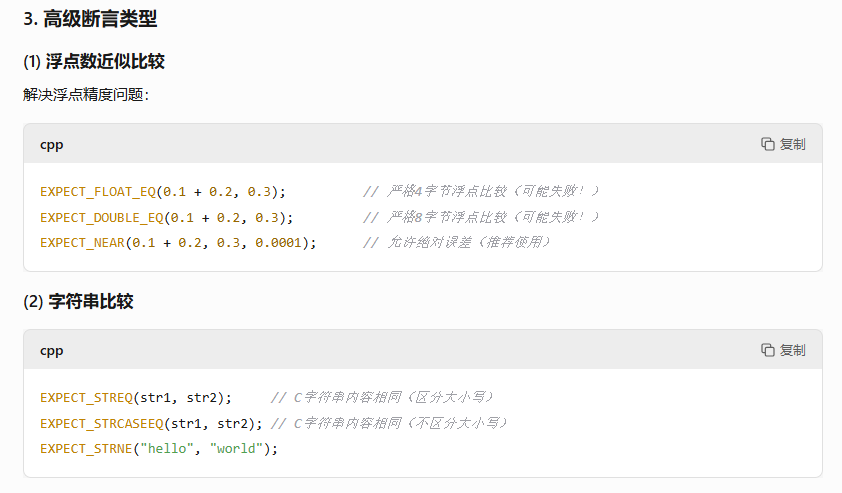 3. 高级断言类型
(1) 浮点数近似比较
解决浮点精度问题：
cpp 复制
EXPECT_FLOAT_EQ(0.1 + 0.2, 0.3); // 严格4字节浮点比较（可能失败！）
EXPECT_DOUBLE_EQ(0.1 + 0.2, 0.3); // 严格8字节浮点比较（可能失败！）
EXPECT_NEAR(0.1 + 0.2, 0.3, 0.0001); // 允许绝对误差（推荐使用）
(2) 字符串比较
cpp 复制
EXPECT_STREQ(str1, str2); // C字符串内容相同（区分大小写）
EXPECT_STRCASEEQ(str1, str2); // C字符串内容相同（不区分大小写）
EXPECT_STRNE("hello", "world");